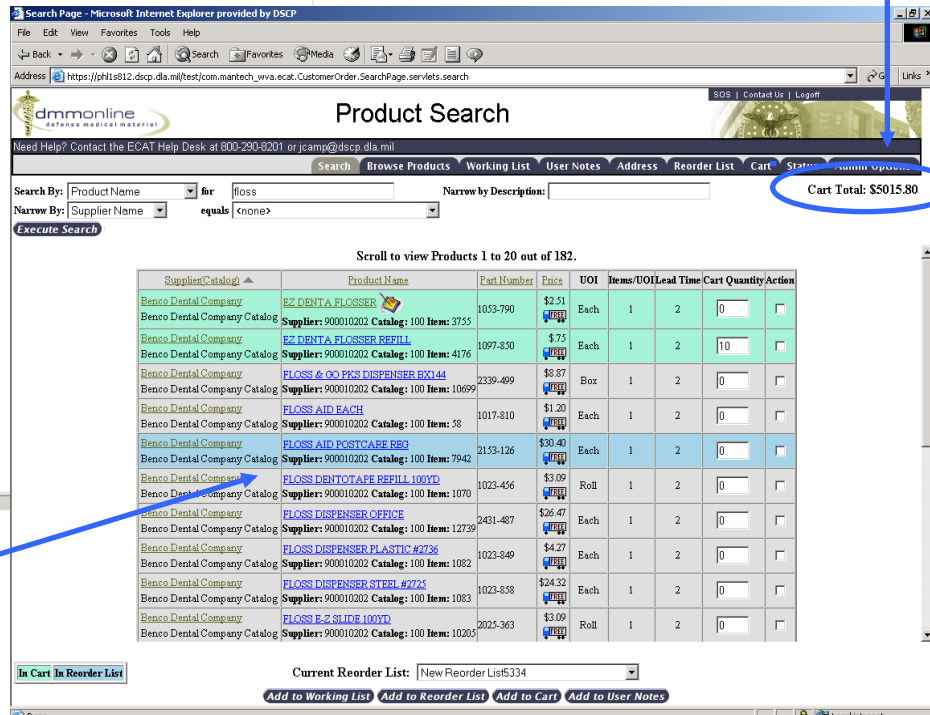 Search Page - Microsoft Internet Explorer provided by DSCP
File Edit View Favorites Tools Help
Back Search Favorites Media
Address https://phl1s812.dscp.dla.mil/test/com.mantech_wva.ecat.CustomerOrder.SearchPage.servlets.search Links
SOS | Contact Us | Logoff
dmmonline
defense medical materiel
Product Search
Need Help? Contact the ECAT Help Desk at 800-290-8201 or jcamp@dscp.dla.mil
Search Browse Products Working List User Notes Address Reorder List Cart Status Admin Options
Search By: Product Name for floss Narrow by Description: Cart Total: $5015.80
Narrow By: Supplier Name equals <none>
Execute Search
Scroll to view Products 1 to 20 out of 182.
Supplier(Catalog) Product Name Part Number Price UOI Items/UOI Lead Time Cart Quantity Action
Benco Dental Company EZ DENTA FLOSSER 1053-790 $2.51 Each 1 2 0
Benco Dental Company Catalog Supplier: 900010202 Catalog: 100 Item: 3755 FREE
Benco Dental Company EZ DENTA FLOSSER REFILL 1097-850 $.75 Each 1 2 10
Benco Dental Company Catalog Supplier: 900010202 Catalog: 100 Item: 4176 FREE
Benco Dental Company FLOSS & GO PKS DISPENSER BX144 2339-499 $8.87 Box 1 2 0
Benco Dental Company Catalog Supplier: 900010202 Catalog: 100 Item: 10699 FREE
Benco Dental Company FLOSS AID EACH 1017-810 $1.20 Each 1 2 0
Benco Dental Company Catalog Supplier: 900010202 Catalog: 100 Item: 58 FREE
Benco Dental Company FLOSS AID POSTCARE REG 2153-126 $30.40 Each 1 2 0
Benco Dental Company Catalog Supplier: 900010202 Catalog: 100 Item: 7942 FREE
Benco Dental Company FLOSS DENTOTAPE REFILL 100YD 1023-456 $3.09 Roll 1 2 0
Benco Dental Company Catalog Supplier: 900010202 Catalog: 100 Item: 1070 FREE
Benco Dental Company FLOSS DISPENSER OFFICE 2431-487 $26.47 Each 1 2 0
Benco Dental Company Catalog Supplier: 900010202 Catalog: 100 Item: 12739 FREE
Benco Dental Company FLOSS DISPENSER PLASTIC #2736 1023-849 $4.27 Each 1 2 0
Benco Dental Company Catalog Supplier: 900010202 Catalog: 100 Item: 1082 FREE
Benco Dental Company FLOSS DISPENSER STEEL #2725 1023-858 $24.32 Each 1 2 0
Benco Dental Company Catalog Supplier: 900010202 Catalog: 100 Item: 1083 FREE
Benco Dental Company FLOSS E-Z SLIDE 100YD 2025-363 $3.09 Roll 1 2 0
Benco Dental Company Catalog Supplier: 900010202 Catalog: 100 Item: 10205 FREE
In Cart In Reorder List Current Reorder List: New Reorder List5334
Add to Working List Add to Reorder List Add to Cart Add to User Notes